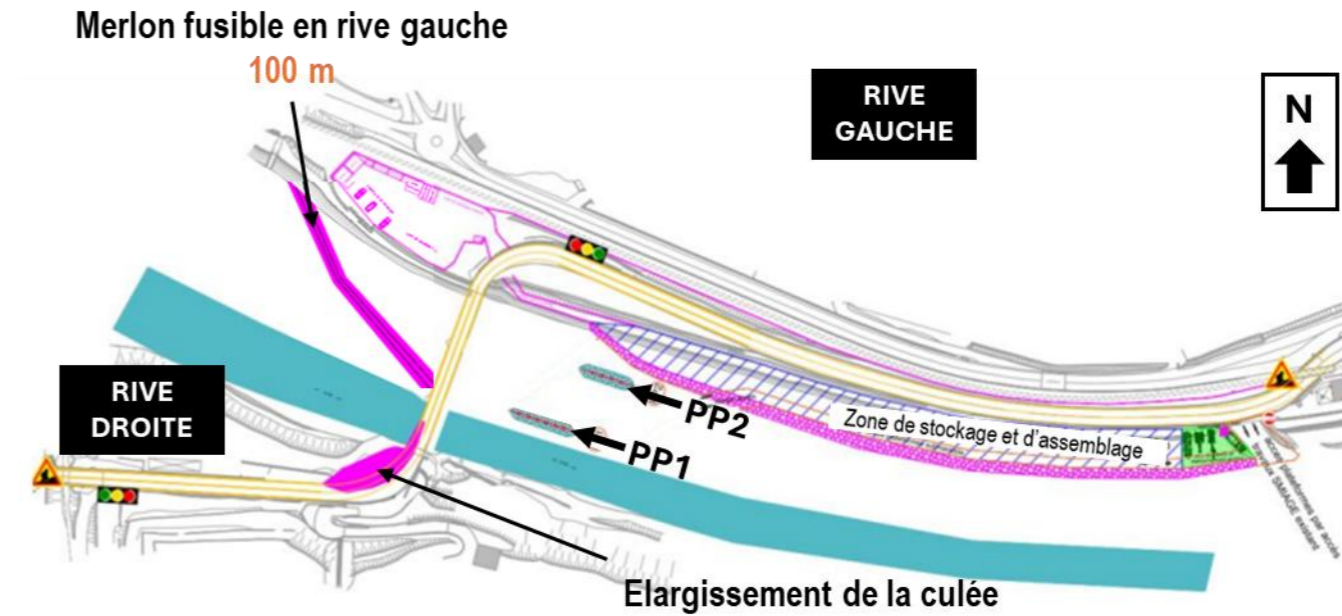 Merlon fusible en rive gauche
100 m
RIVE
GAUCHE
N
RIVE
DROITE
PP2
PP1
Zone de stockage et d'assemblage
Elargissement de la culée